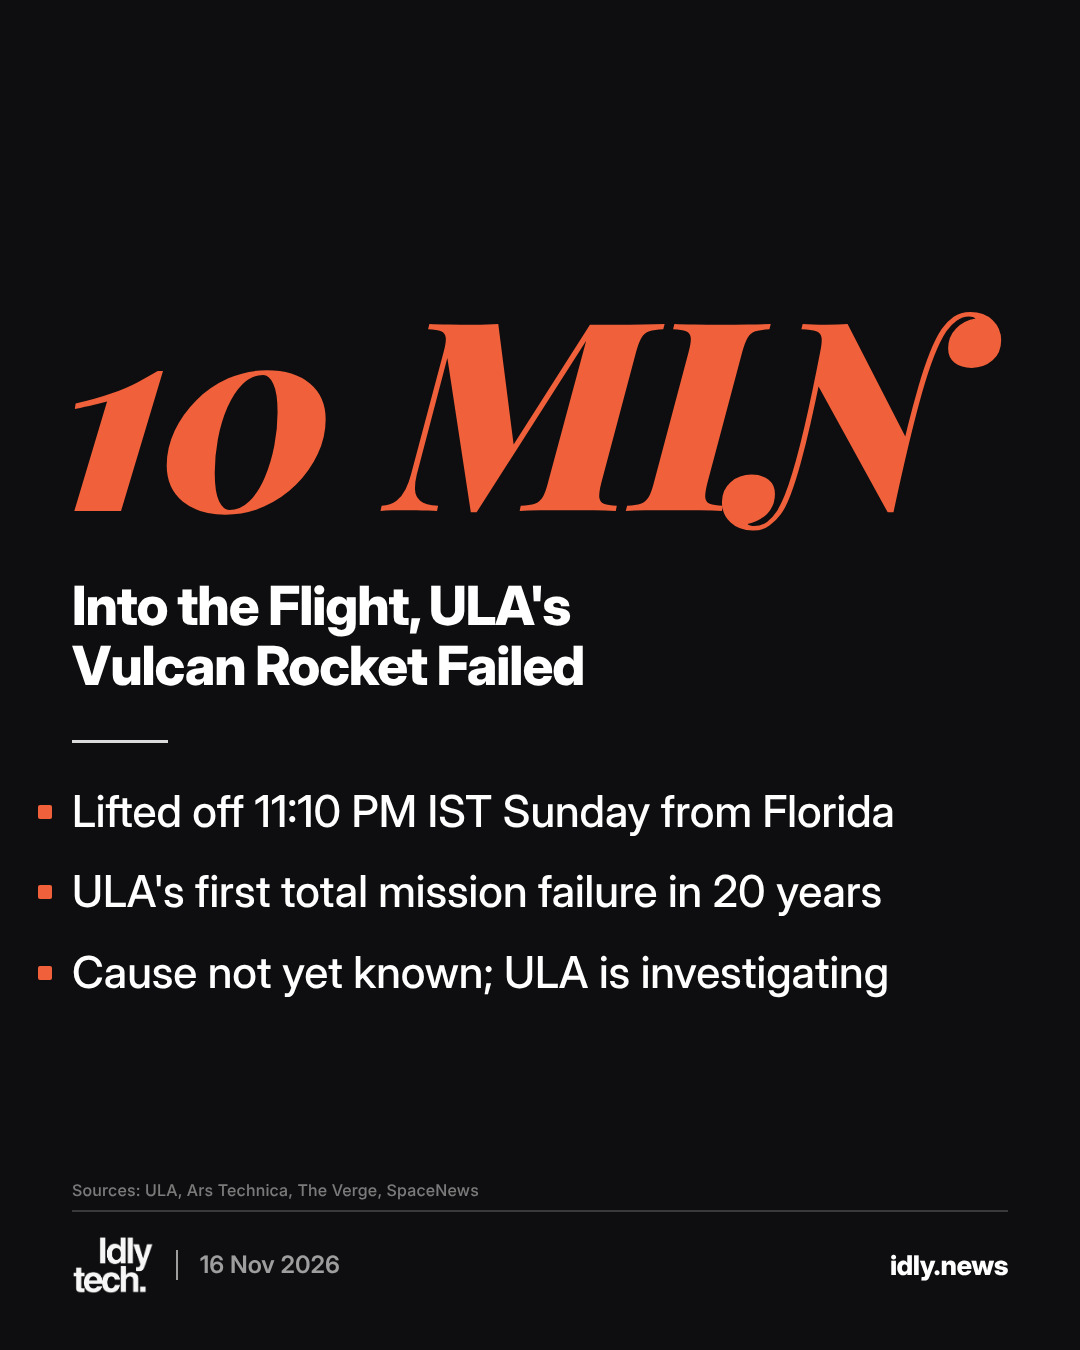 10 MIN
Into the Flight, ULA's
Vulcan Rocket Failed
Lifted off 11:10 PM IST Sunday from Florida
ULA's first total mission failure in 20 years
Cause not yet known; ULA is investigating
Sources: ULA, Ars Technica, The Verge, SpaceNews
Idly
tech.
16 Nov 2026
idly.news